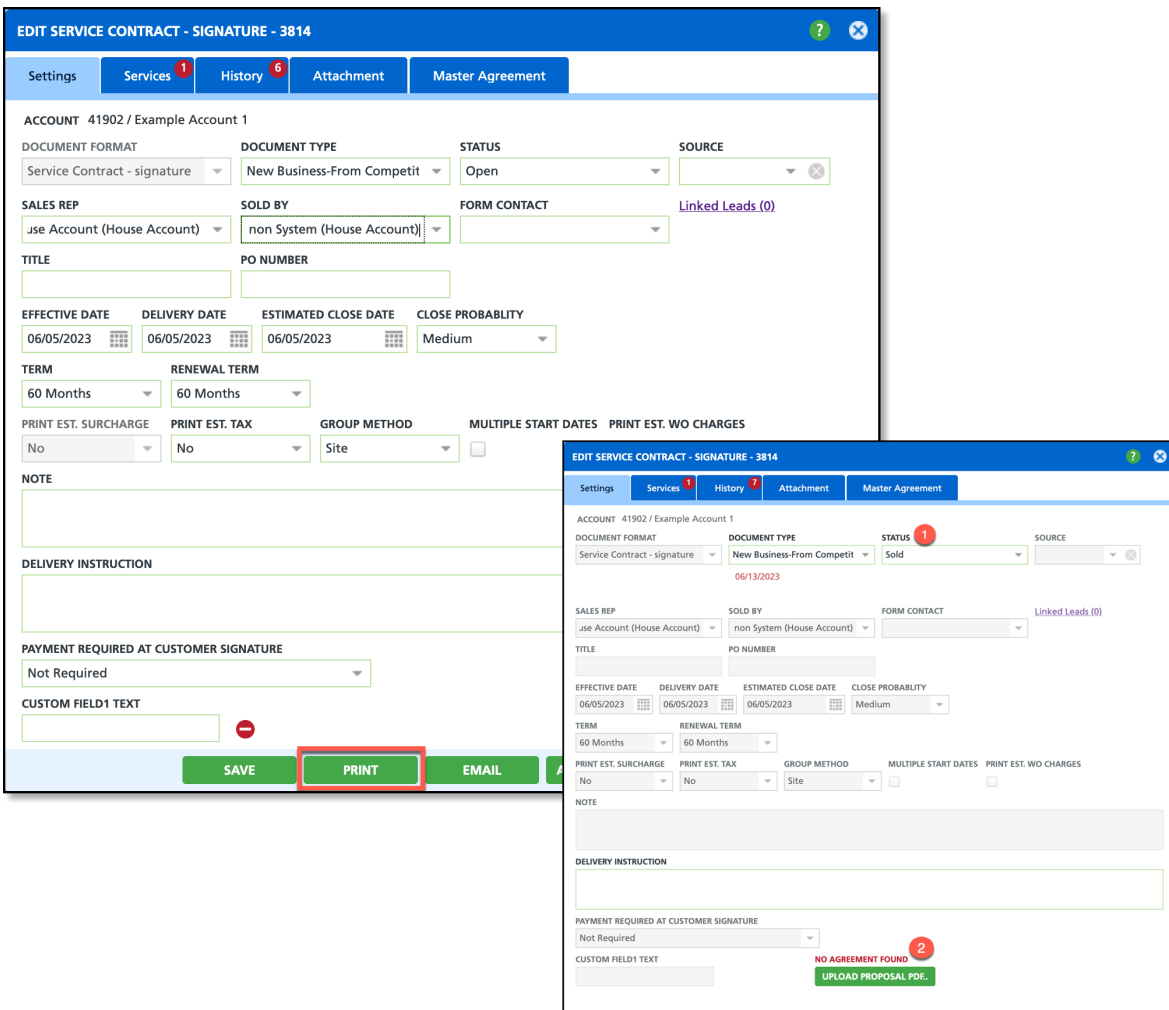 EDIT SERVICE CONTRACT - SIGNATURE - 3814 ?
Settings Services 1 History 6 Attachment Master Agreement
ACCOUNT 41902 / Example Account 1
DOCUMENT FORMAT DOCUMENT TYPE STATUS SOURCE
Service Contract - signature New Business-From Competit Open
SALES REP SOLD BY FORM CONTACT Linked Leads (0)
use Account (House Account) non System (House Account)
TITLE PO NUMBER
EFFECTIVE DATE DELIVERY DATE ESTIMATED CLOSE DATE CLOSE PROBABLITY
06/05/2023 06/05/2023 06/05/2023 Medium
TERM RENEWAL TERM
60 Months 60 Months
PRINT EST. SURCHARGE PRINT EST. TAX GROUP METHOD MULTIPLE START DATES PRINT EST. WO CHARGES
No No Site
NOTE
DELIVERY INSTRUCTION
PAYMENT REQUIRED AT CUSTOMER SIGNATURE
Not Required
CUSTOM FIELD1 TEXT
SAVE PRINT EMAIL A
EDIT SERVICE CONTRACT - SIGNATURE - 3814 ?
Settings Services 1 History 7 Attachment Master Agreement
ACCOUNT 41902 / Example Account 1
DOCUMENT FORMAT DOCUMENT TYPE STATUS 1 SOURCE
Service Contract - signature New Business-From Competit Sold
06/13/2023
SALES REP SOLD BY FORM CONTACT Linked Leads (0)
use Account (House Account) non System (House Account)
TITLE PO NUMBER
EFFECTIVE DATE DELIVERY DATE ESTIMATED CLOSE DATE CLOSE PROBABLITY
06/05/2023 06/05/2023 06/05/2023 Medium
TERM RENEWAL TERM
60 Months 60 Months
PRINT EST. SURCHARGE PRINT EST. TAX GROUP METHOD MULTIPLE START DATES PRINT EST. WO CHARGES
No No Site
NOTE
DELIVERY INSTRUCTION
PAYMENT REQUIRED AT CUSTOMER SIGNATURE
Not Required
CUSTOM FIELD1 TEXT NO AGREEMENT FOUND 2
UPLOAD PROPOSAL PDF..